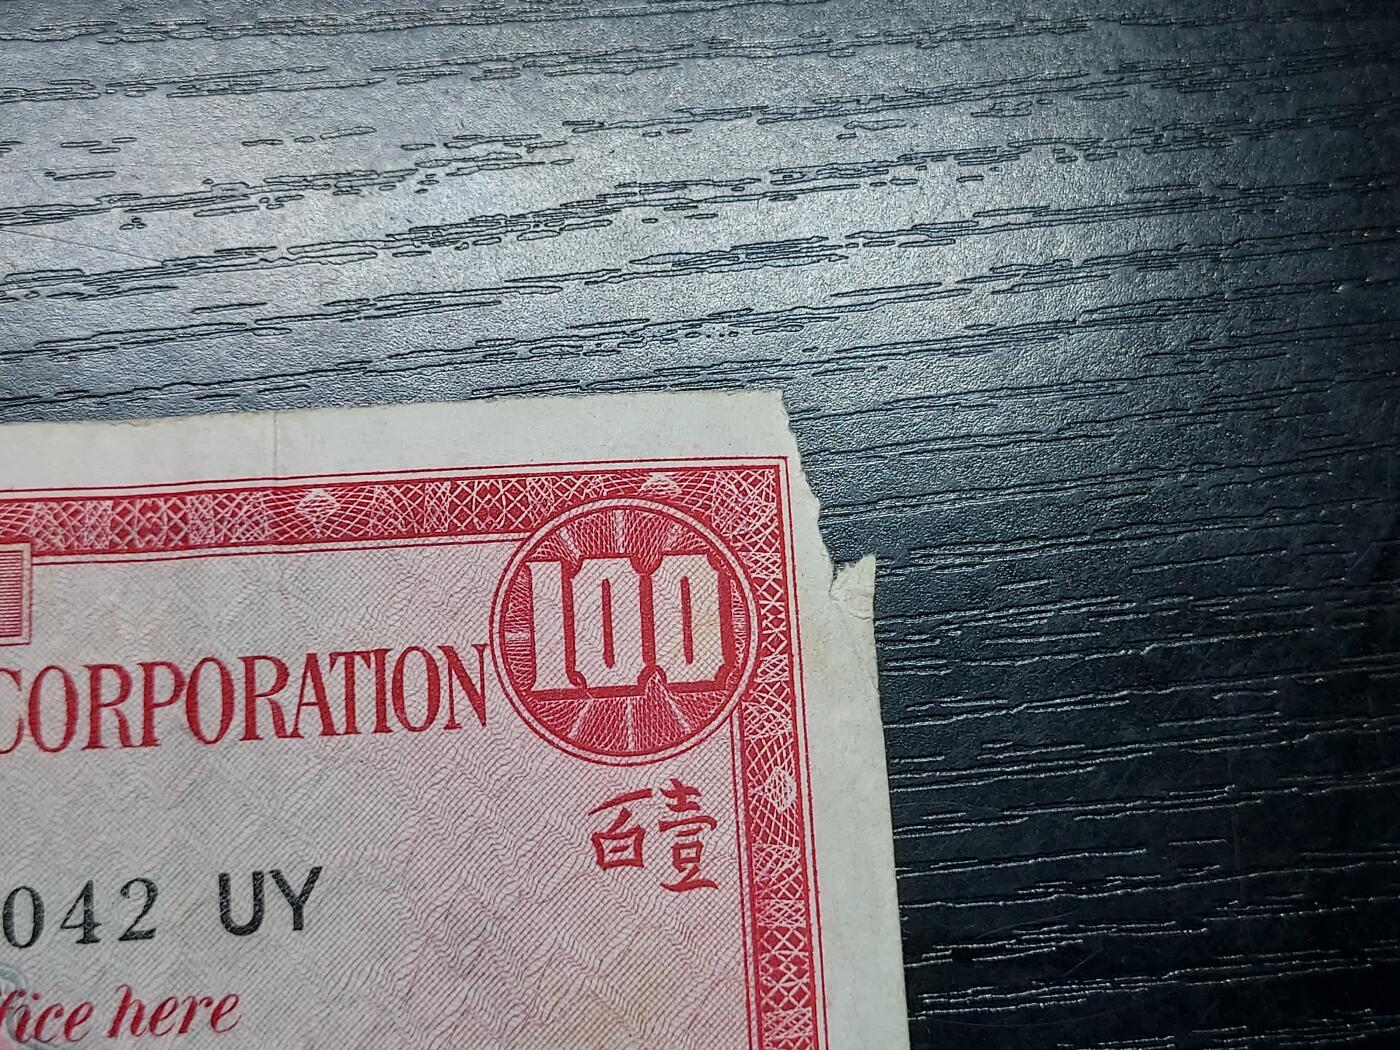 100
CORPORATION
百壹
042 UY
fice here